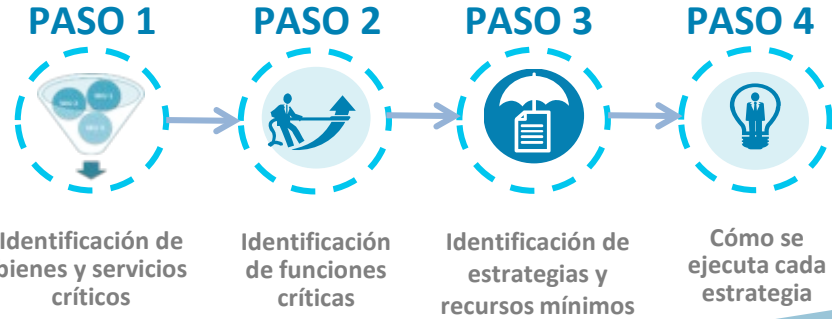 PASO 1
PASO 2
PASO 3
PASO 4
Identificación de
bienes y servicios
críticos
Identificación
de funciones
críticas
Identificación de
estrategias y
recursos mínimos
Cómo se
ejecuta cada
estrategia